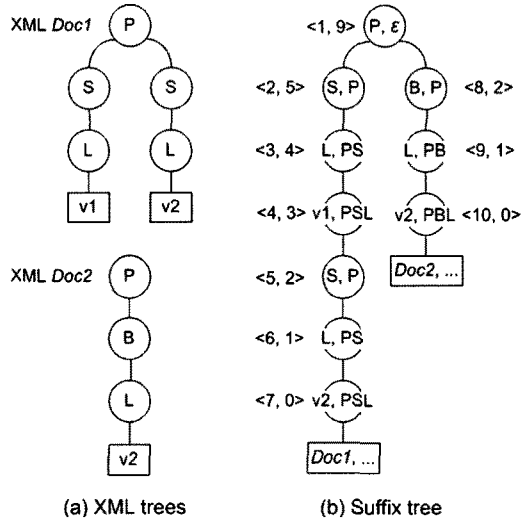 XML Doc1
P
S
S
L
L
v1
v2
XML Doc2
P
B
L
v2
(a) XML trees
<1, 9> P, ε
<2, 5> S, P
B, P <8, 2>
<3, 4> L, PS
L, PB <9, 1>
<4, 3> v1, PSL
v2, PBL <10, 0>
<5, 2> S, P
Doc2, ...
<6, 1> L, PS
<7, 0> v2, PSL
Doc1, ...
(b) Suffix tree